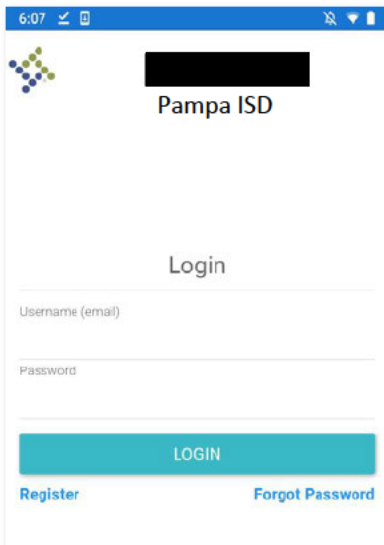 6:07
Pampa ISD
Login
Username (email)
Password
LOGIN
Register Forgot Password